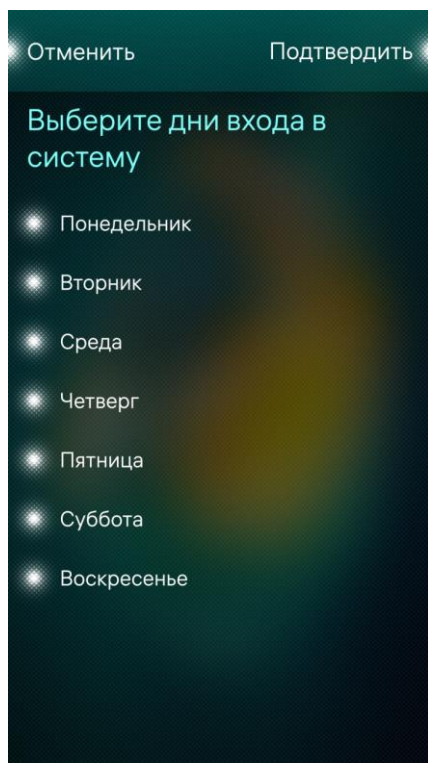 Отменить Подтвердить
Выберите дни входа в
систему
Понедельник
Вторник
Среда
Четверг
Пятница
Суббота
Воскресенье